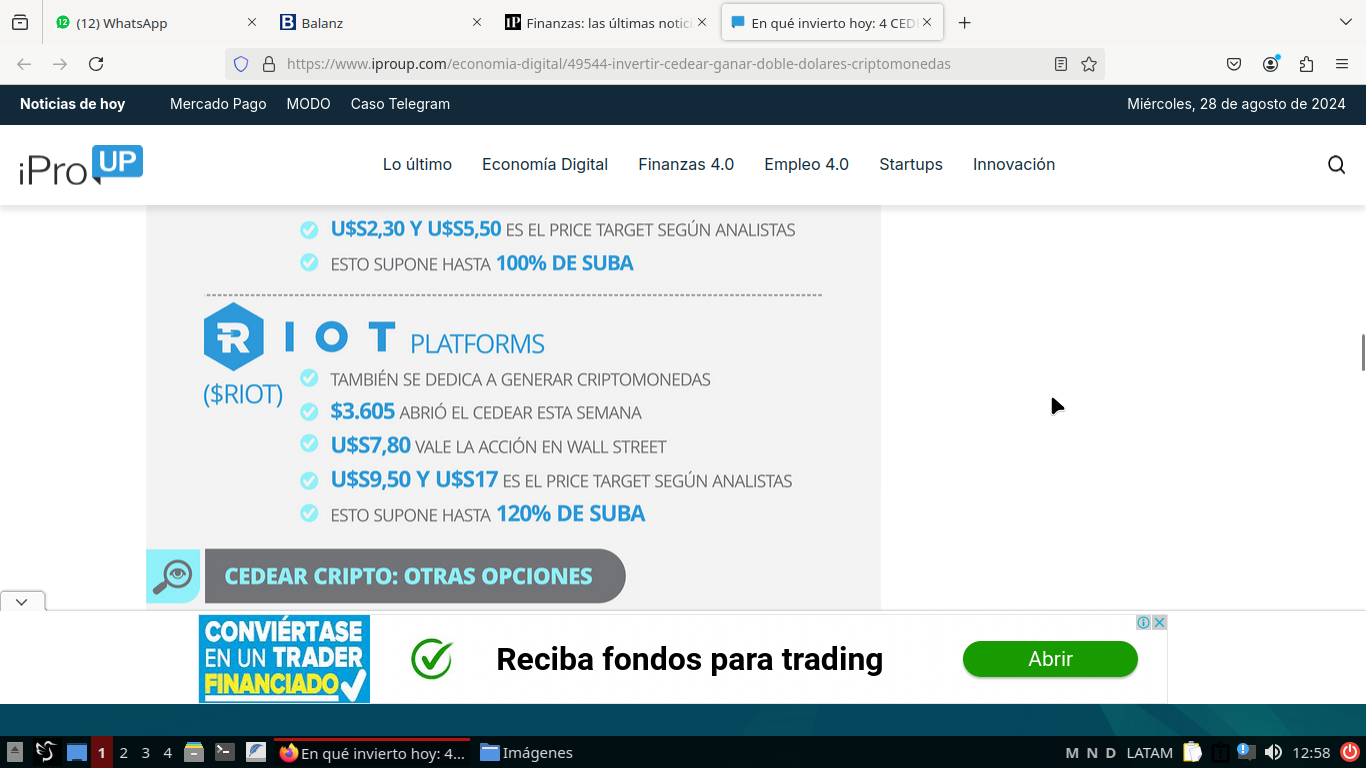 (12) WhatsApp
Balanz
Finanzas: las últimas notic
En qué invierto hoy: 4 CED
https://www.iproup.com/economia-digital/49544-invertir-cedear-ganar-doble-dolares-criptomonedas
Noticias de hoy Mercado Pago MODO Caso Telegram Miércoles, 28 de agosto de 2024
iPro UP Lo último Economía Digital Finanzas 4.0 Empleo 4.0 Startups Innovación
U$S2,30 Y U$S5,50 ES EL PRICE TARGET SEGÚN ANALISTAS
ESTO SUPONE HASTA 100% DE SUBA
RIOT PLATFORMS
($RIOT)
TAMBIÉN SE DEDICA A GENERAR CRIPTOMONEDAS
$3.605 ABRIÓ EL CEDEAR ESTA SEMANA
U$S7,80 VALE LA ACCIÓN EN WALL STREET
U$S9,50 Y U$S17 ES EL PRICE TARGET SEGÚN ANALISTAS
ESTO SUPONE HASTA 120% DE SUBA
CEDEAR CRIPTO: OTRAS OPCIONES
CONVIÉRTASE
EN UN TRADER
FINANCIADO
Reciba fondos para trading
Abrir
1 2 3 4 En qué invierto hoy: 4... Imágenes M N D LATAM 12:58